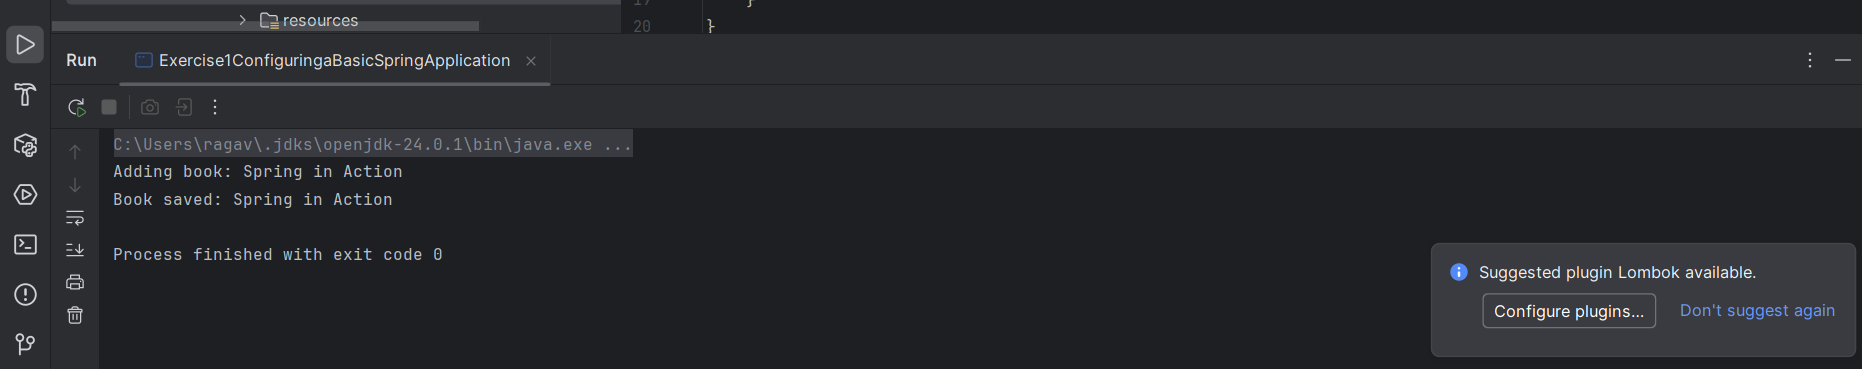 resources
20 }
Run Exercise1ConfiguringaBasicSpringApplication
C:\Users\ragav\.jdks\openjdk-24.0.1\bin\java.exe ...
Adding book: Spring in Action
Book saved: Spring in Action
Process finished with exit code 0
Suggested plugin Lombok available.
Configure plugins... Don't suggest again